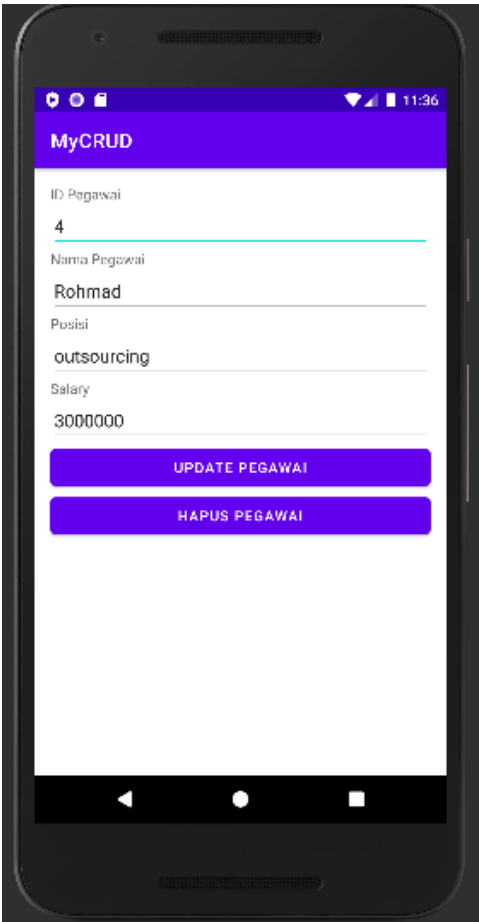 11:36
MyCRUD
ID Pegawai
4
Nama Pegawai
Rohmad
Posisi
outsourcing
Salary
3000000
UPDATE PEGAWAI
HAPUS PEGAWAI